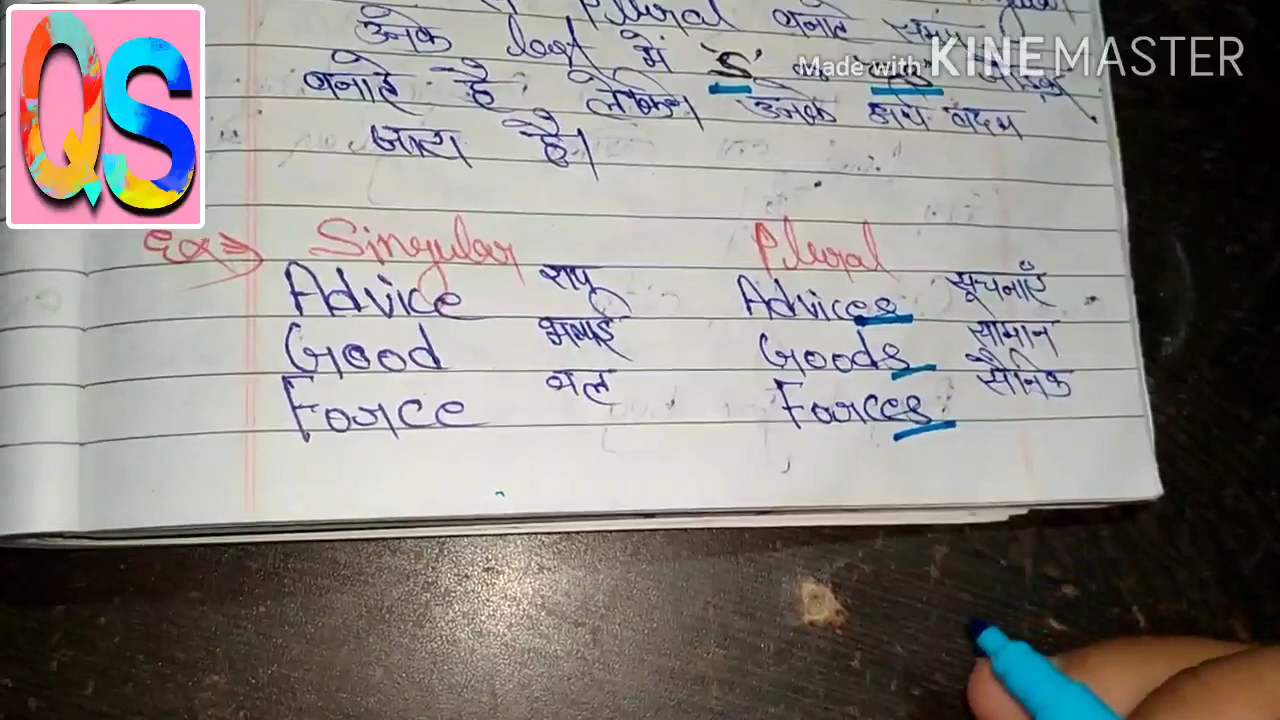 QS
Plural बनाते समय
उनके last में 'S'
Made with KINEMASTER
बनाते है लेकिन उनके अर्थ बदल
जाता है।
Ex⇒ Singular Plural
Advice राय Advices सूचनाएँ
Good भलाई Goods सामान
Force बल Forces सैनिक